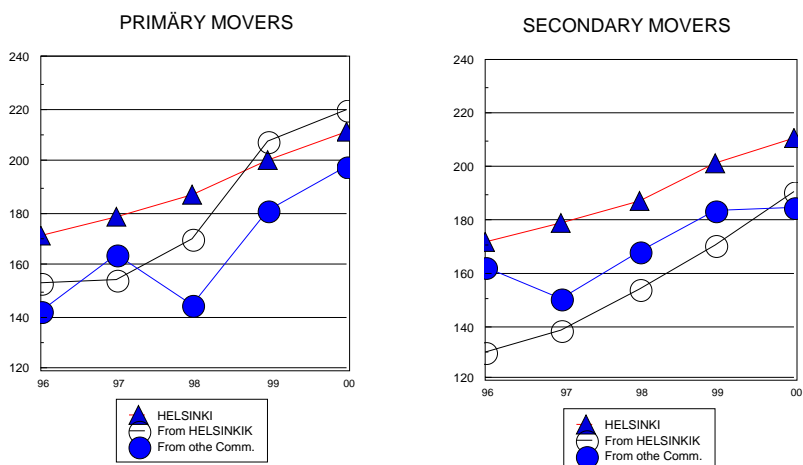 PRIMÄRY MOVERS
240
220
200
180
160
140
120
96 97 98 99 00
HELSINKI
From HELSINKIK
From othe Comm.
SECONDARY MOVERS
240
220
200
180
160
140
120
96 97 98 99 00
HELSINKI
From HELSINKIK
From othe Comm.